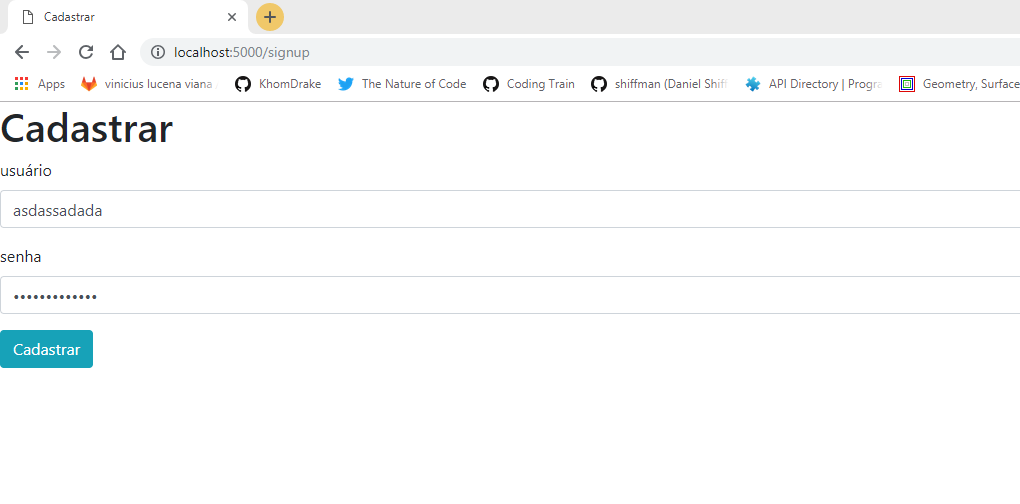 Cadastrar
localhost:5000/signup
Apps vinicius lucena viana KhomDrake The Nature of Code Coding Train shiffman (Daniel Shiff API Directory | Progra Geometry, Surface
Cadastrar
usuário
asdassadada
senha
•••••••••••••
Cadastrar